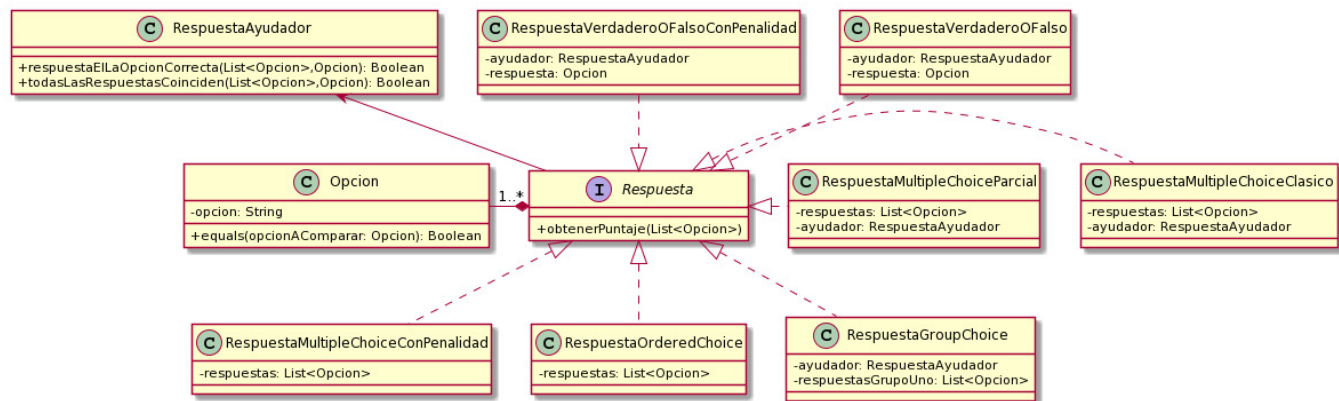 C RespuestaAyudador
+respuestaElLaOpcionCorrecta(List<Opcion>,Opcion): Boolean
+todasLasRespuestasCoinciden(List<Opcion>,Opcion): Boolean
C RespuestaVerdaderoOFalsoConPenalidad
-ayudador: RespuestaAyudador
-respuesta: Opcion
C RespuestaVerdaderoOFalso
-ayudador: RespuestaAyudador
-respuesta: Opcion
C Opcion
-opcion: String
+equals(opcionAComparar: Opcion): Boolean
1..*
I Respuesta
+obtenerPuntaje(List<Opcion>)
C RespuestaMultipleChoiceParcial
-respuestas: List<Opcion>
-ayudador: RespuestaAyudador
C RespuestaMultipleChoiceClasico
-respuestas: List<Opcion>
-ayudador: RespuestaAyudador
C RespuestaMultipleChoiceConPenalidad
-respuestas: List<Opcion>
C RespuestaOrderedChoice
-respuestas: List<Opcion>
C RespuestaGroupChoice
-ayudador: RespuestaAyudador
-respuestasGrupoUno: List<Opcion>